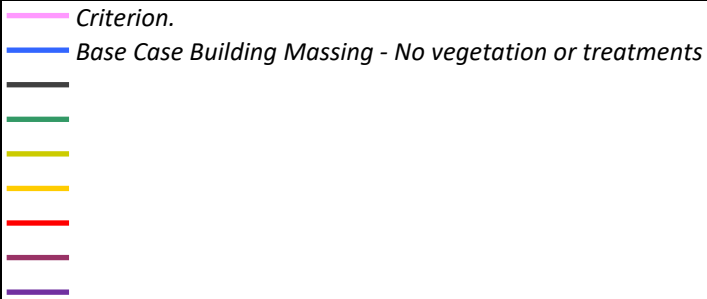 Criterion.
Base Case Building Massing - No vegetation or treatments